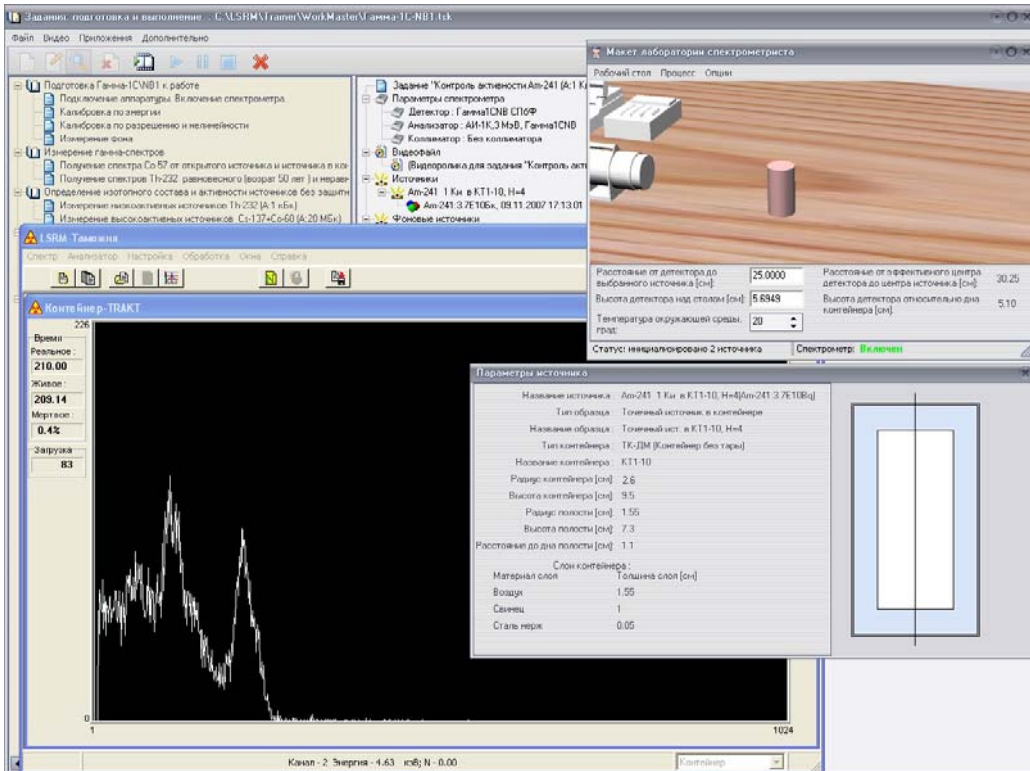 Задания: подготовка и выполнение . C:\LSRM\Trainer\WorkMaster\Гамма-1С-NB1.tsk
Файл Видео Приложения Дополнительно
Подготовка Гамма-1С\NB1 к работе
Подключение аппаратуры. Включение спектрометра.
Калибровка по энергии
Калибровка по разрешению и нелинейности
Измерение фона
Измерение гамма-спектров
Получение спектра Co-57 от открытого источника и источника в кон
Получение спектров Th-232 равновесного (возрат 50 лет ) и неравн
Определение изотопного состава и активности источников без защитн
Измерение низкоактивных источников Th-232 (А:1 кБк)
Измерение высокоактивных источников Cs-137+Co-60 (А:20 МБк)
Задание "Контроль активности Am-241 (А:1 К
Параметры спектрометра
Детектор : Гамма1CNB СПбФ
Анализатор : АИ-1К,3 МэВ, Гамма1CNB
Коллиматор : Без коллиматора
Видеофайл
(Видеоролика для задания "Контроль акт
Источники
Am-241 1 Ки в КТ1-10, H=4
Am-241:3.7E10Бк, 09.11.2007 17:13:01
Фоновые источники
Макет лаборатории спектрометриста
Рабочий стол Процесс Опции
Расстояние от детектора до выбранного источника [см]: 25.0000
Расстояние от эффективного центра детектора до центра источника [см]: 30.25
Высота детектора над столом [см]: 5.6949
Высота детектора относительно дна контейнера [см]: 5.10
Температура окружающей среды, град: 20
Статус: инициализировано 2 источника Спектрометр: Включен
LSRM Таможня
Спектр Анализатор Настройка Обработка Окна Справка
Контейнер-TRAKT
226
Время
Реальное :
210.00
Живое :
209.14
Мертвое :
0.4%
Загрузка
83
0
1
1024
Канал - 2 Энергия - 4.63 кэВ; N - 0.00
Контейнер
Параметры источника
Название источника : Am-241 1 Ки в КТ1-10, H=4(Am-241:3.7E10Bq)
Тип образца : Точечный источник в контейнере
Название образца : Точечный ист. в КТ1-10, H=4
Тип контейнера : ТК-ДМ (Контейнер без тары)
Название контейнера : КТ1-10
Радиус контейнера [см]: 2.6
Высота контейнера [см]: 9.5
Радиус полости [см]: 1.55
Высота полости [см]: 7.3
Расстояние до дна полости [см]: 1.1
Слои контейнера :
Материал слоя Толщина слоя [см]
Воздух 1.55
Свинец 1
Сталь нерж 0.05